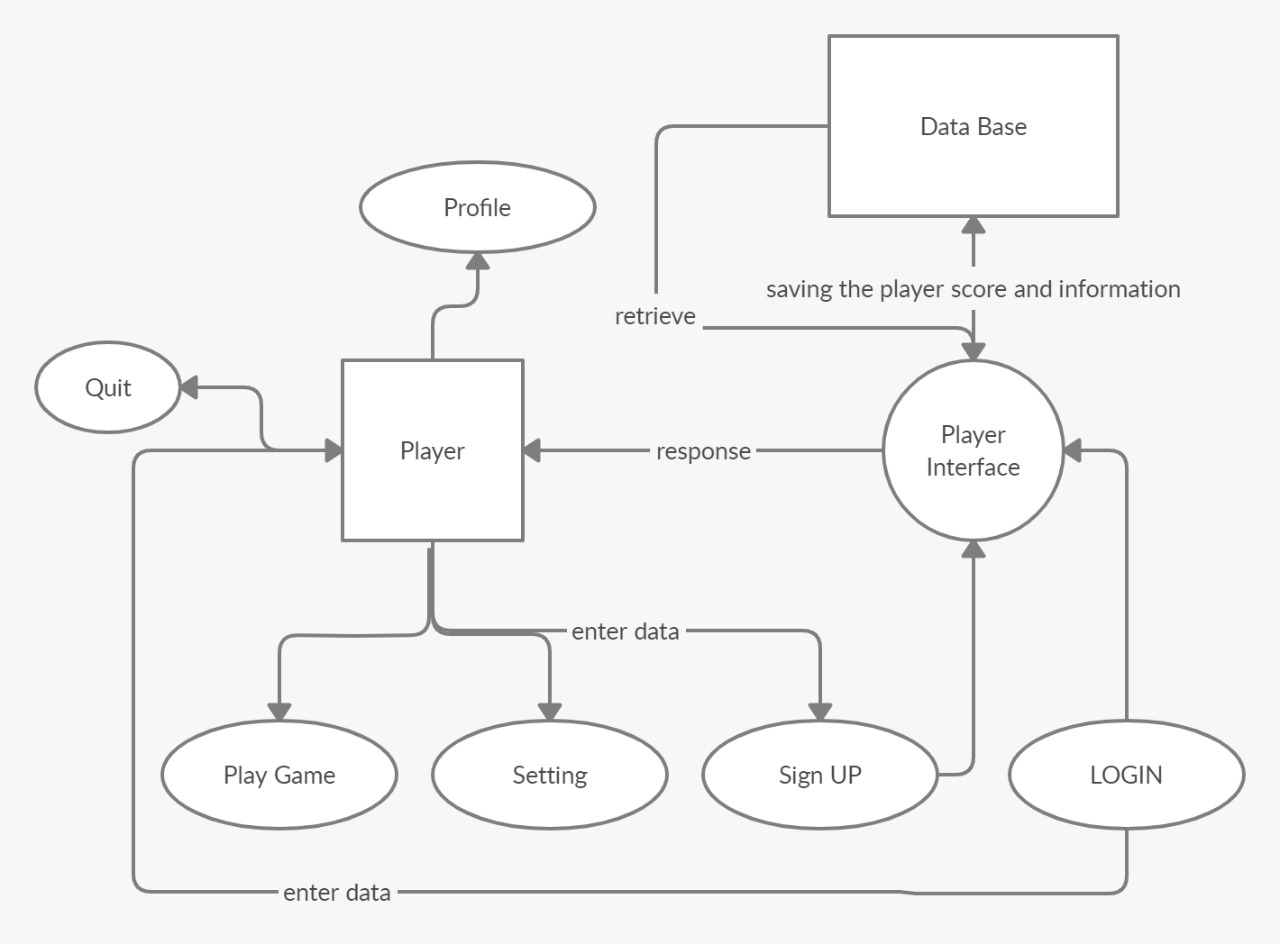 Data Base
Profile
saving the player score and information
retrieve
Quit
Player
response
Player
Interface
enter data
Play Game
Setting
Sign UP
LOGIN
enter data